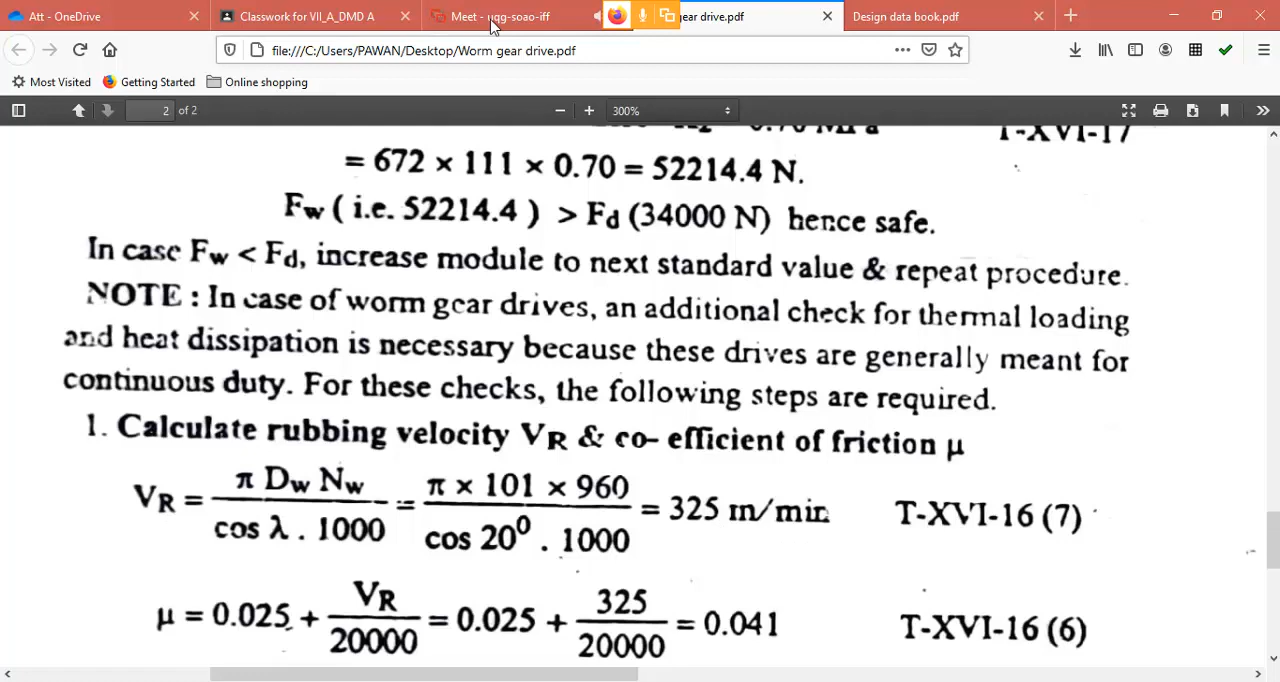 Att - OneDrive
Classwork for VII_A_DMD A
Meet - uqg-soao-iff
gear drive.pdf
Design data book.pdf
file:///C:/Users/PAWAN/Desktop/Worm gear drive.pdf
Most Visited
Getting Started
Online shopping
2 of 2
300%
T-XVI-17
= 672 × 111 × 0.70 = 52214.4 N.
Fw ( i.e. 52214.4 ) > Fd (34000 N) hence safe.
In case Fw < Fd, increase module to next standard value & repeat procedure.
NOTE : In case of worm gear drives, an additional check for thermal loading
and heat dissipation is necessary because these drives are generally meant for
continuous duty. For these checks, the following steps are required.
1. Calculate rubbing velocity VR & co- efficient of friction μ
VR = π Dw Nw / cos λ . 1000 = π × 101 × 960 / cos 20⁰ . 1000 = 325 m/min T-XVI-16 (7)
μ = 0.025 + VR / 20000 = 0.025 + 325 / 20000 = 0.041 T-XVI-16 (6)